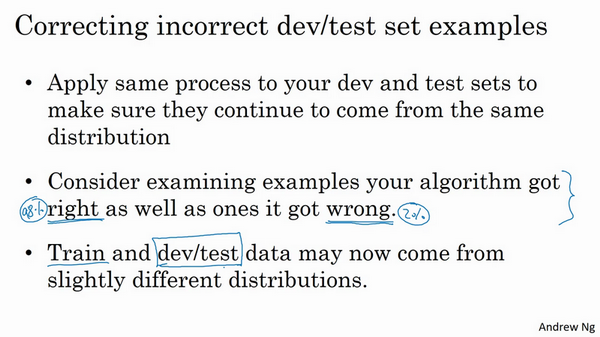 Correcting incorrect dev/test set examples
• Apply same process to your dev and test sets to
make sure they continue to come from the same
distribution
• Consider examining examples your algorithm got
98% right as well as ones it got wrong. 2%
• Train and dev/test data may now come from
slightly different distributions.
Andrew Ng